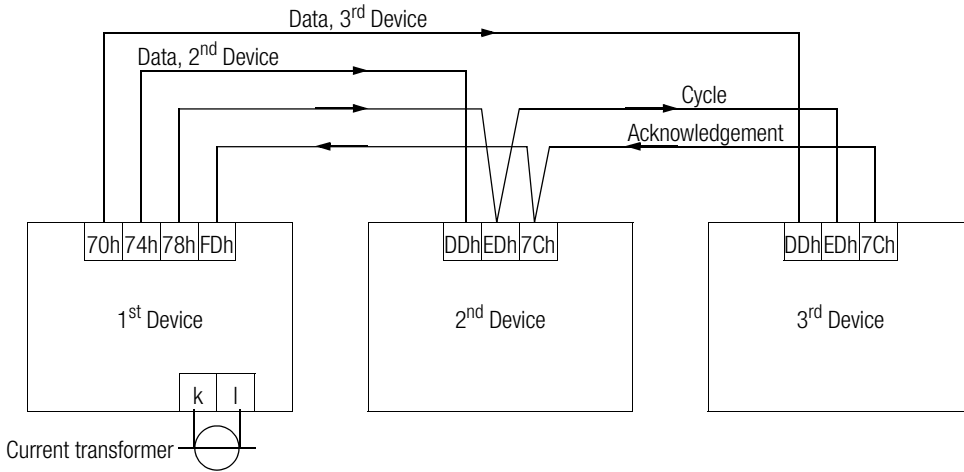 Data, 3rd Device
Data, 2nd Device
Cycle
Acknowledgement
70h 74h 78h FDh
DDh EDh 7Ch
DDh EDh 7Ch
1st Device
2nd Device
3rd Device
k l
Current transformer